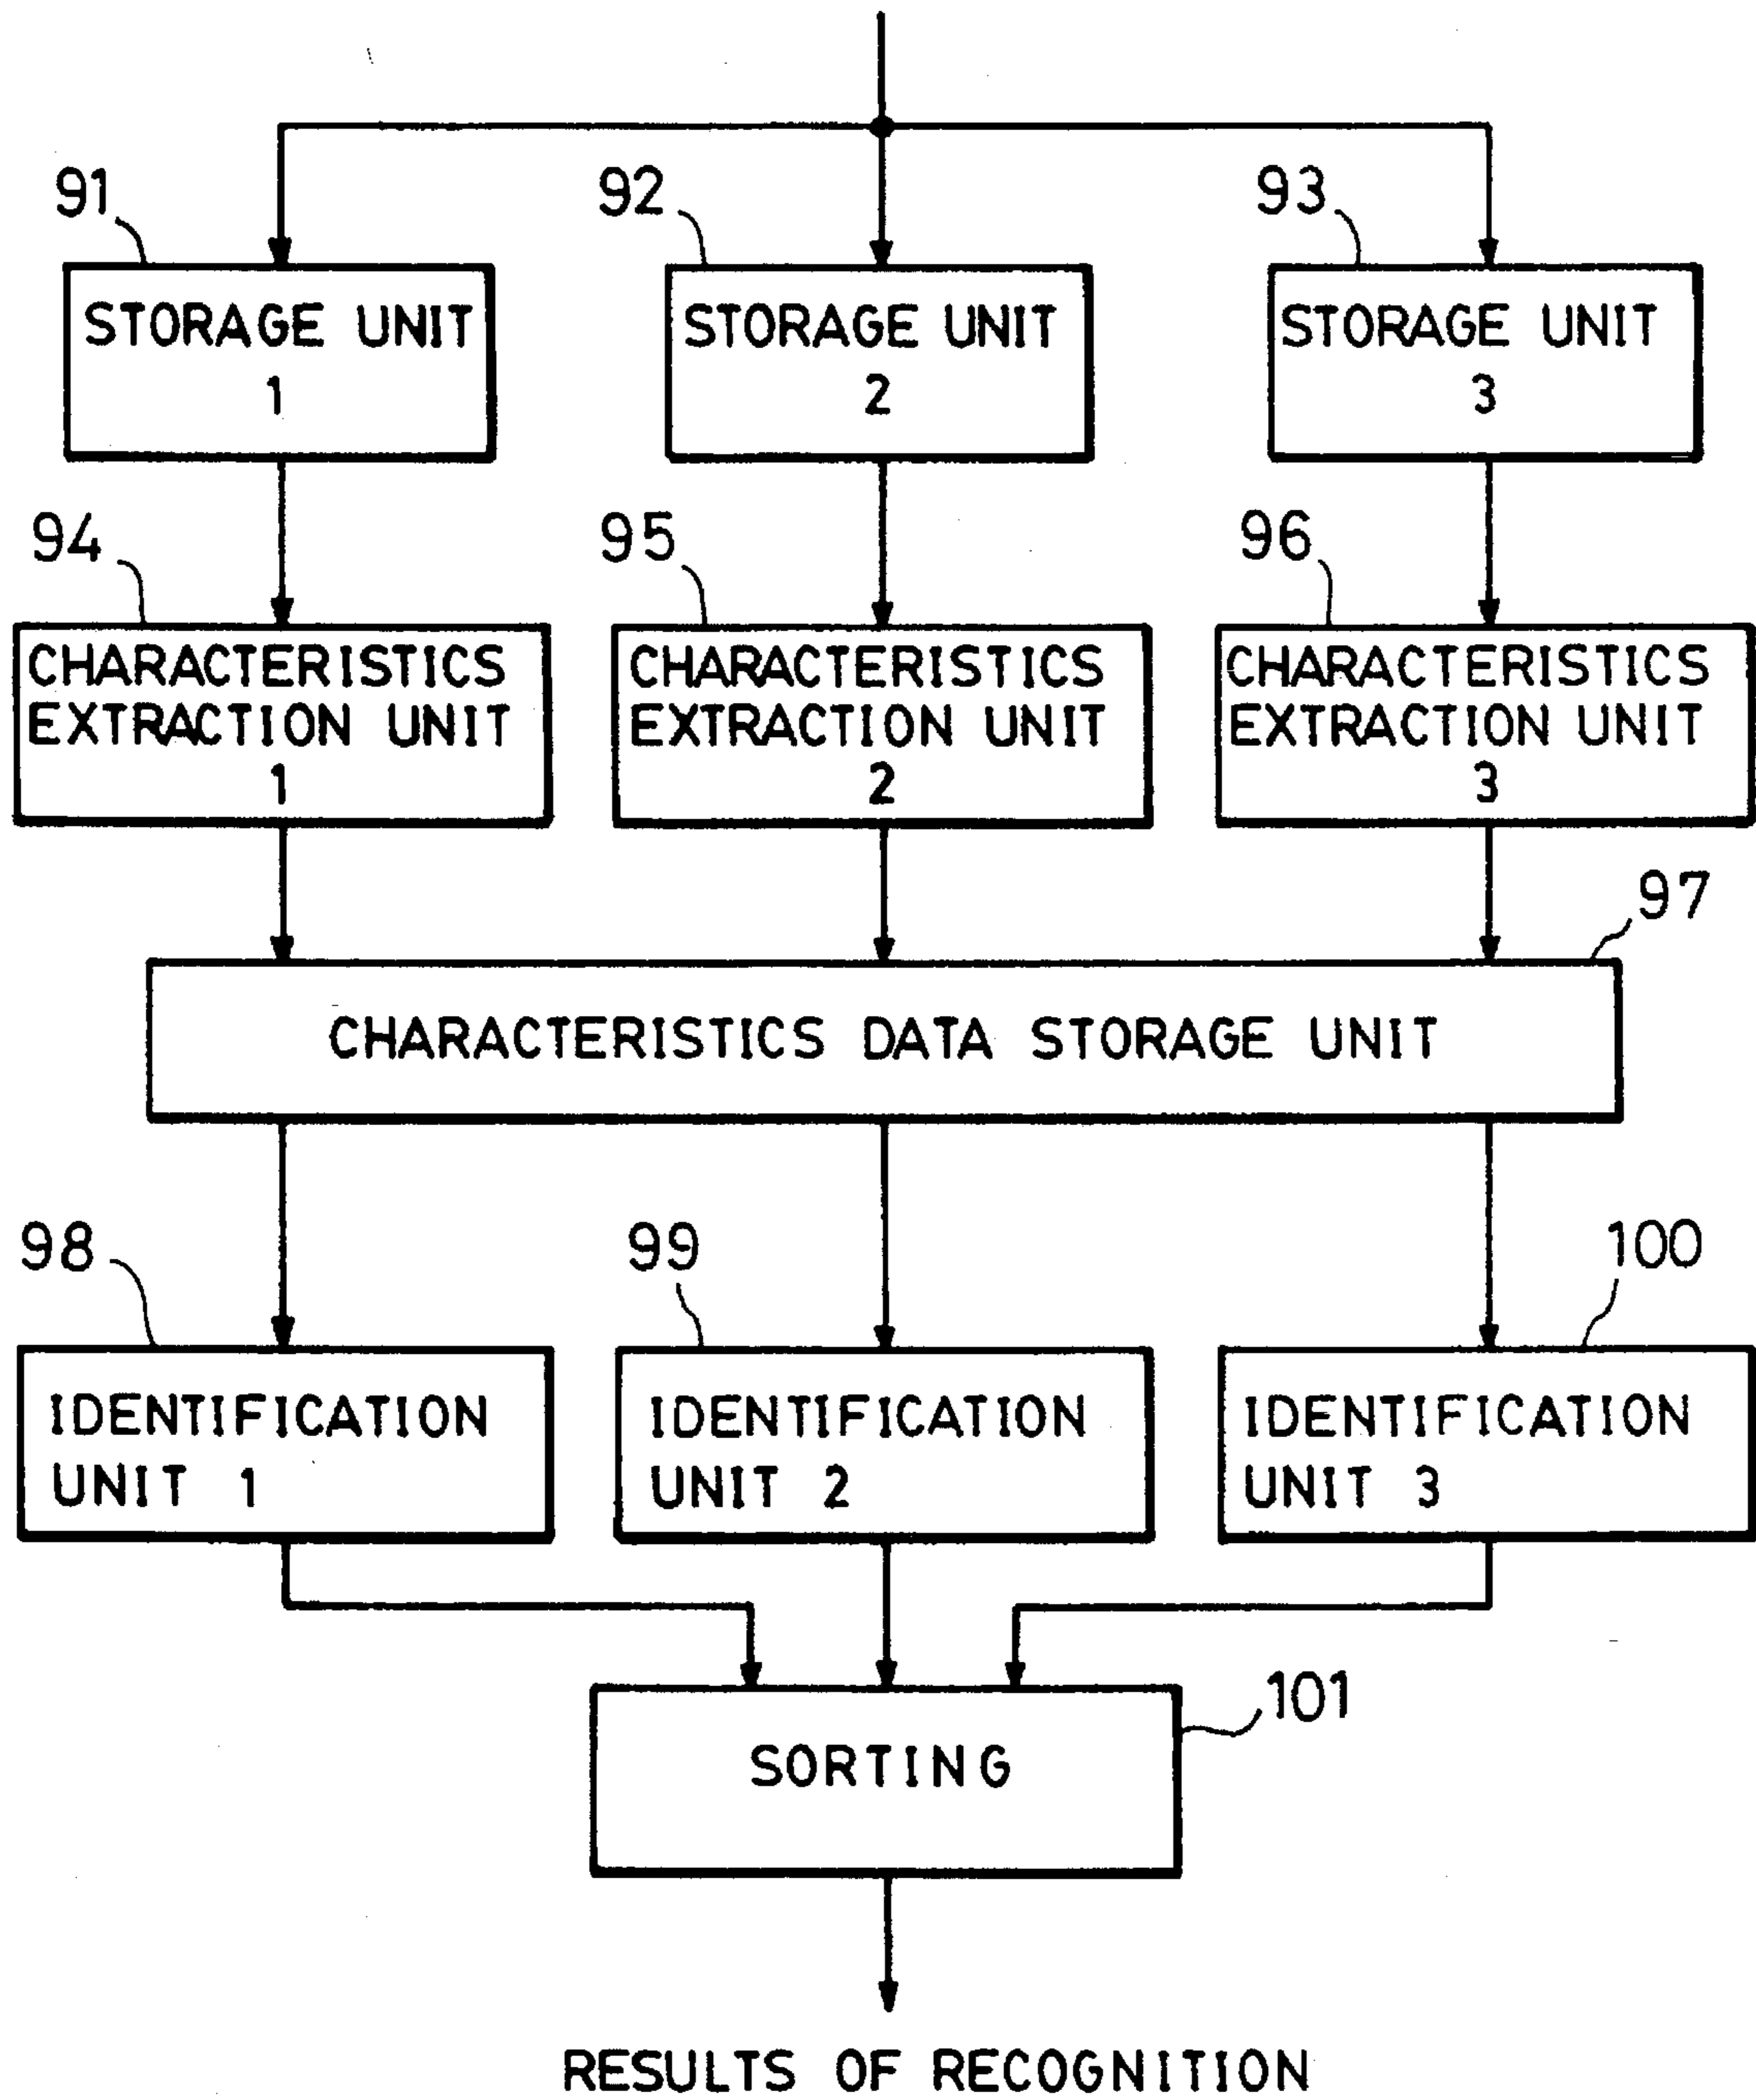 91
92
93
STORAGE UNIT
1
STORAGE UNIT
2
STORAGE UNIT
3
94
95
96
CHARACTERISTICS
EXTRACTION UNIT
1
CHARACTERISTICS
EXTRACTION UNIT
2
CHARACTERISTICS
EXTRACTION UNIT
3
97
CHARACTERISTICS DATA STORAGE UNIT
98
99
100
IDENTIFICATION
UNIT 1
IDENTIFICATION
UNIT 2
IDENTIFICATION
UNIT 3
101
SORTING
RESULTS OF RECOGNITION